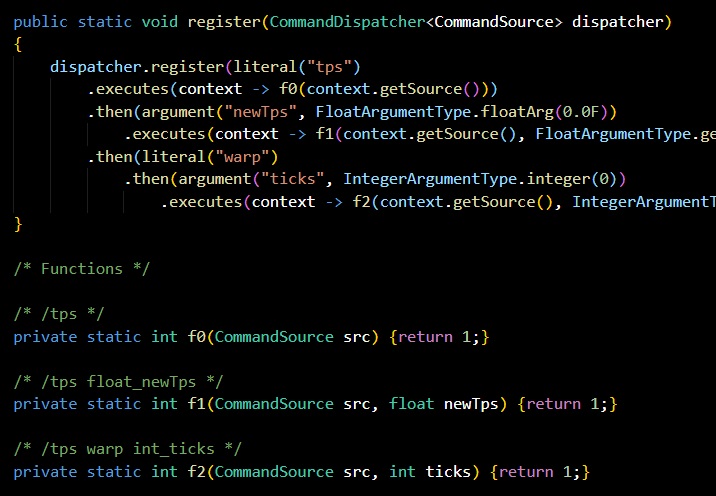 public static void register(CommandDispatcher<CommandSource> dispatcher)
{
    dispatcher.register(literal("tps")
        .executes(context -> f0(context.getSource()))
        .then(argument("newTps", FloatArgumentType.floatArg(0.0F))
            .executes(context -> f1(context.getSource(), FloatArgumentType.ge
        .then(literal("warp")
            .then(argument("ticks", IntegerArgumentType.integer(0))
                .executes(context -> f2(context.getSource(), IntegerArgumentT
}
/* Functions */
/* /tps */
private static int f0(CommandSource src) {return 1;}
/* /tps float_newTps */
private static int f1(CommandSource src, float newTps) {return 1;}
/* /tps warp int_ticks */
private static int f2(CommandSource src, int ticks) {return 1;}